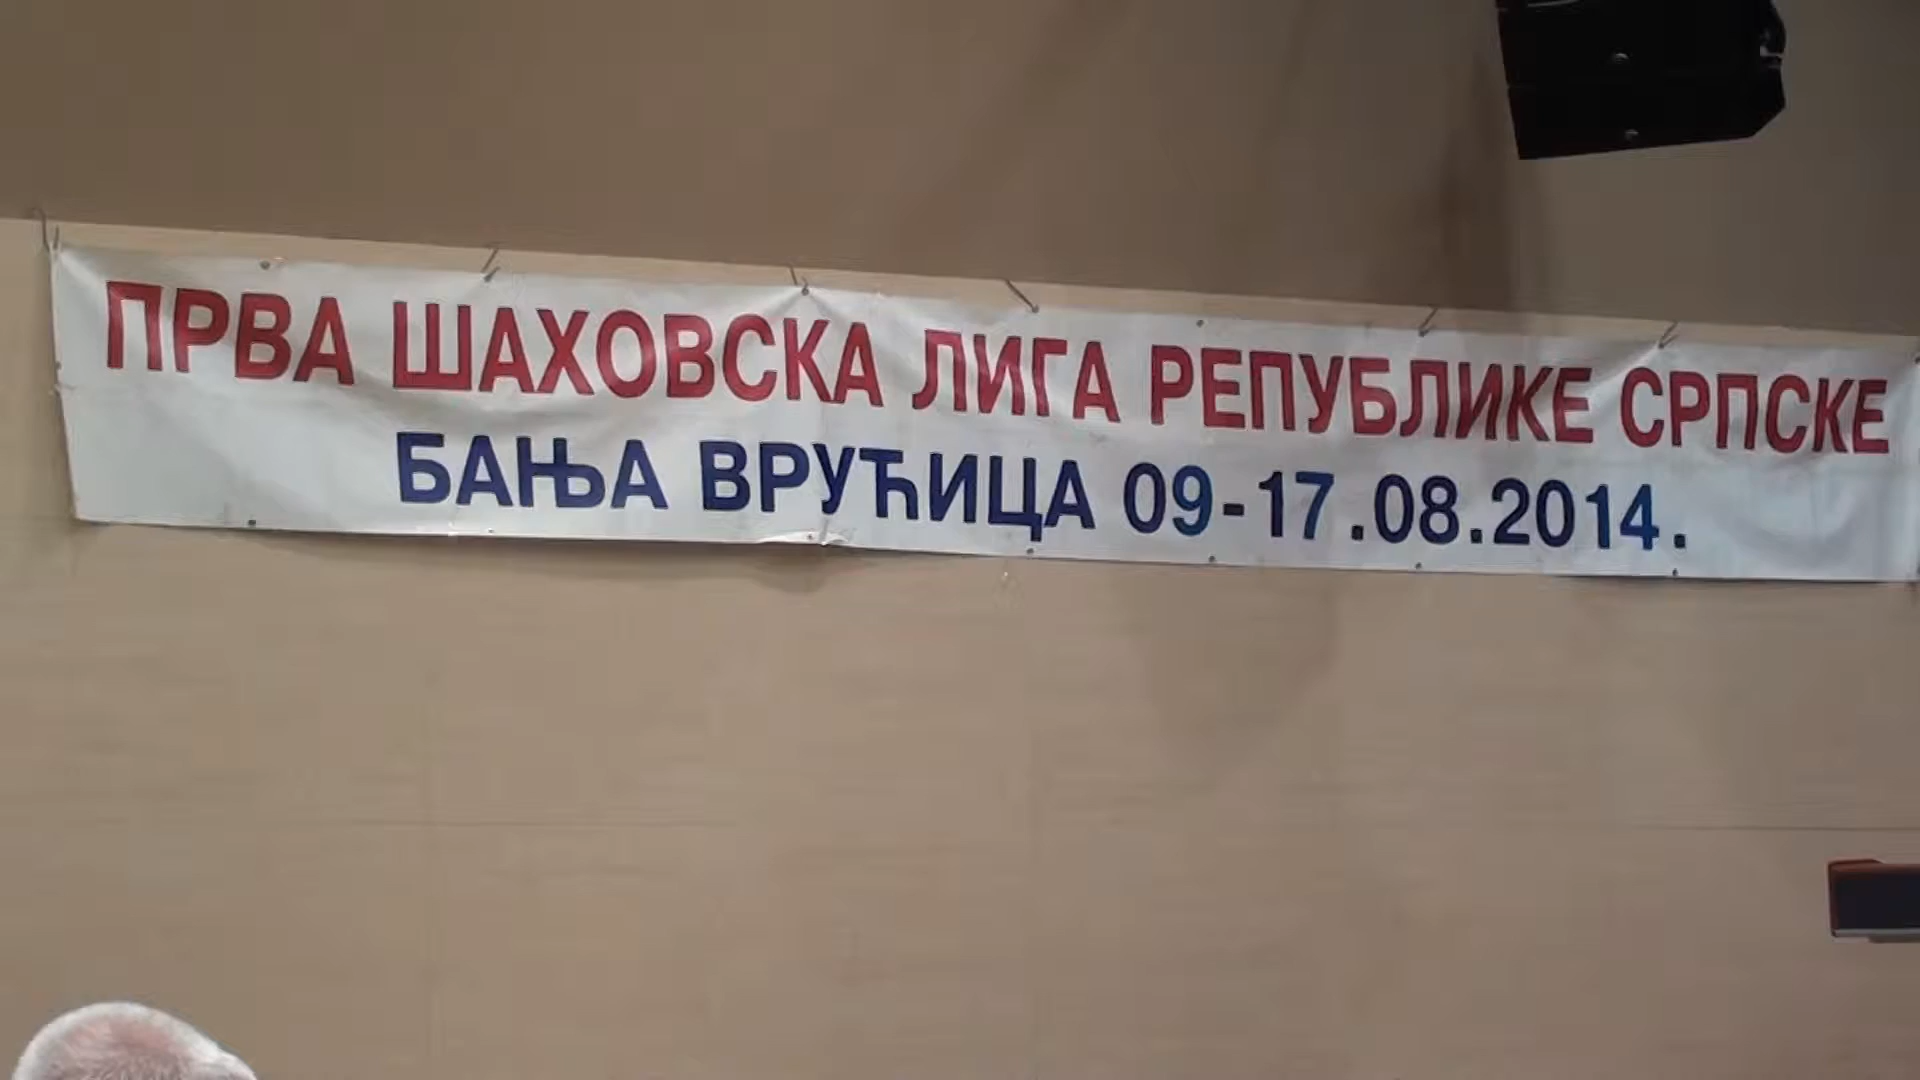 ПРВА ШАХОВСКА ЛИГА РЕПУБЛИКЕ СРПСКЕ
БАЊА ВРУЋИЦА 09-17.08.2014.